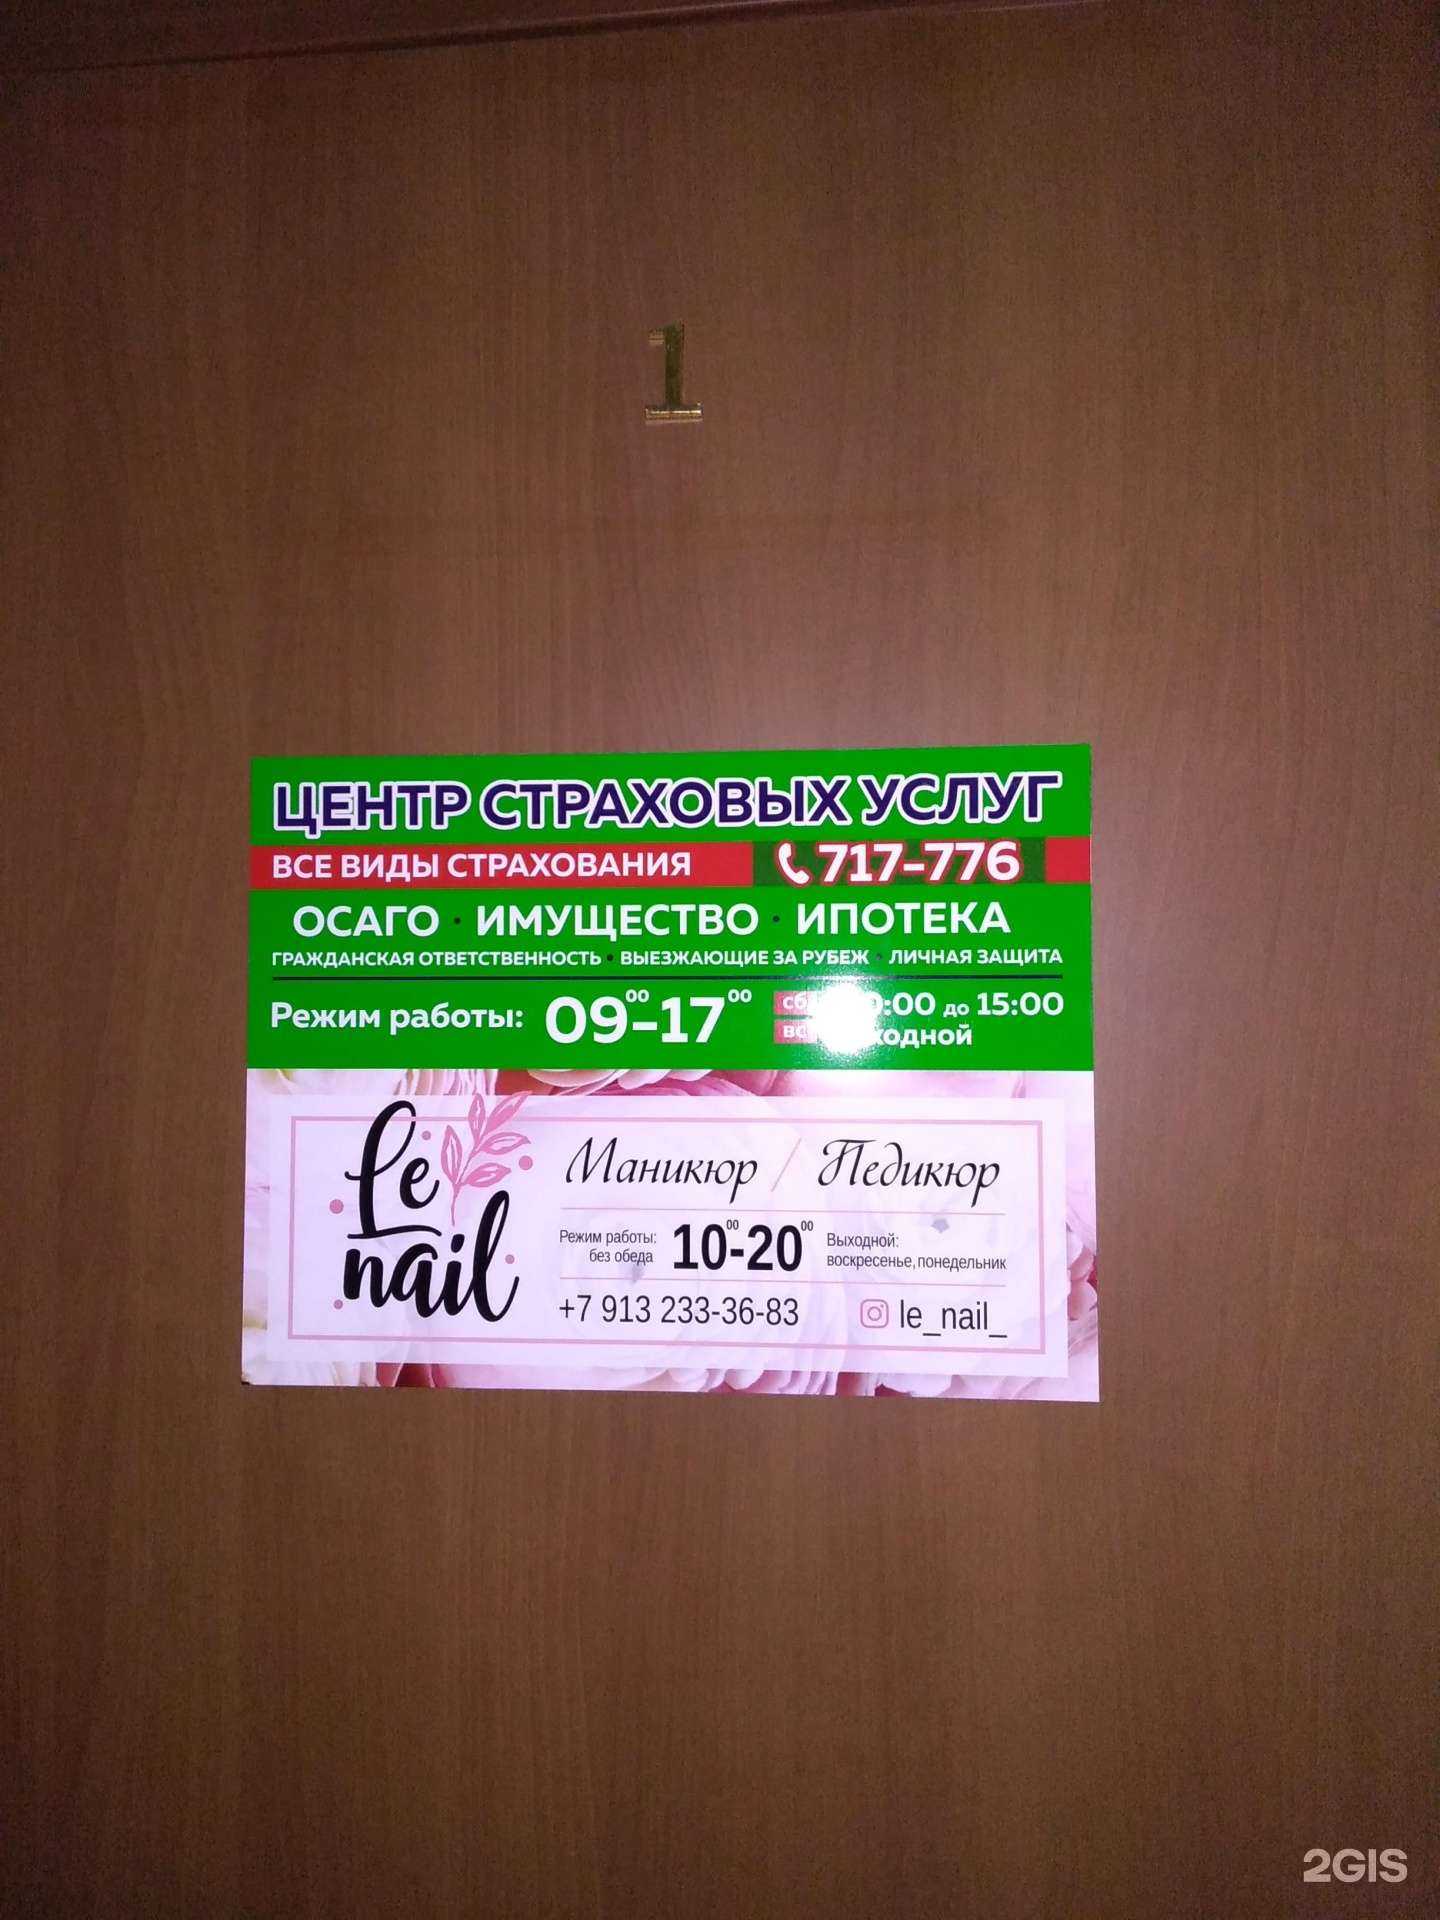 1
ЦЕНТР СТРАХОВЫХ УСЛУГ
ВСЕ ВИДЫ СТРАХОВАНИЯ 717-776
ОСАГО · ИМУЩЕСТВО · ИПОТЕКА
ГРАЖДАНСКАЯ ОТВЕТСТВЕННОСТЬ · ВЫЕЗЖАЮЩИЕ ЗА РУБЕЖ · ЛИЧНАЯ ЗАЩИТА
Режим работы: 09⁰⁰-17⁰⁰ до 15:00
Le nail
Маникюр / Педикюр
Режим работы: без обеда 10⁰⁰-20⁰⁰ Выходной: воскресенье, понедельник
+7 913 233-36-83 le_nail_
2GIS